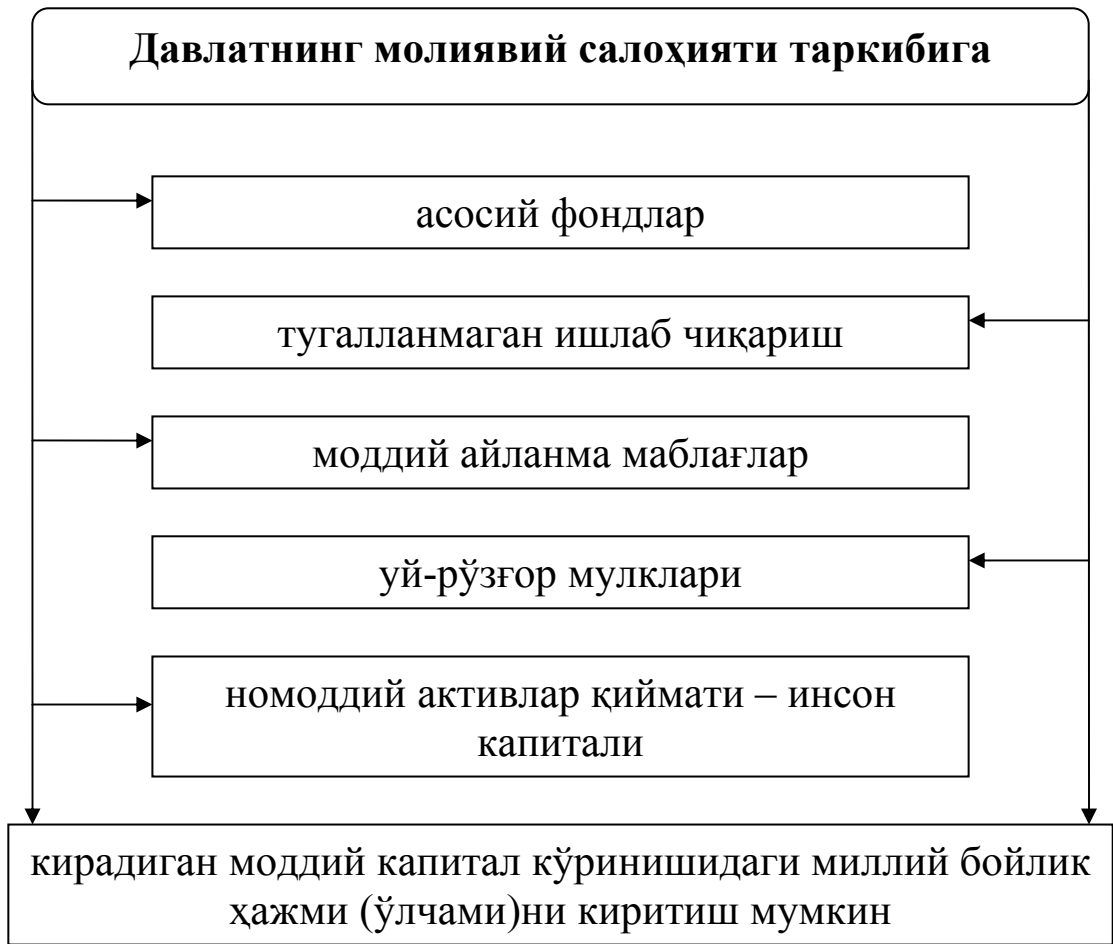 Давлатнинг молиявий салоҳияти таркибига
асосий фондлар
тугалланмаган ишлаб чиқариш
моддий айланма маблағлар
уй-рўзғор мулклари
номоддий активлар қиймати – инсон
капитали
кирадиган моддий капитал кўринишидаги миллий бойлик
ҳажми (ўлчами)ни киритиш мумкин